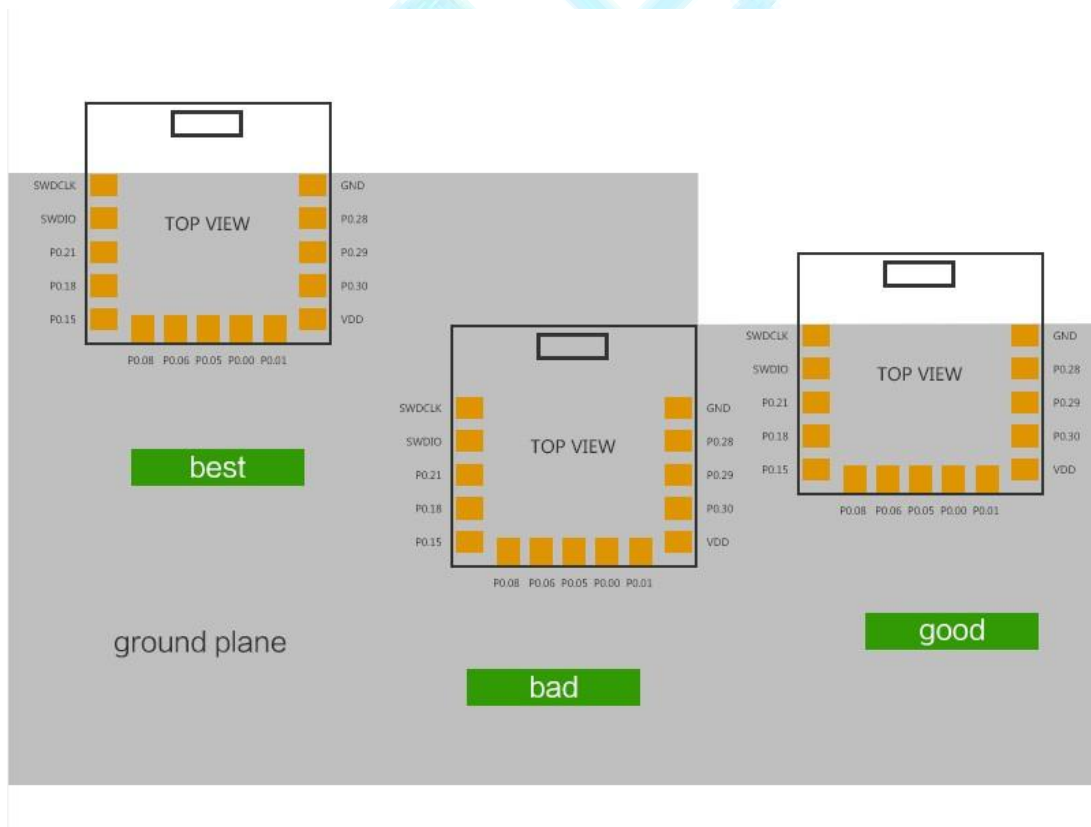 SWDCLK
GND
SWDIO
TOP VIEW
P0.28
P0.21
P0.29
P0.18
P0.30
P0.15
VDD
P0.08 P0.06 P0.05 P0.00 P0.01
best
SWDCLK
GND
SWDIO
TOP VIEW
P0.28
P0.21
P0.29
P0.18
P0.30
P0.15
VDD
P0.08 P0.06 P0.05 P0.00 P0.01
bad
SWDCLK
GND
SWDIO
TOP VIEW
P0.28
P0.21
P0.29
P0.18
P0.30
P0.15
VDD
P0.08 P0.06 P0.05 P0.00 P0.01
good
ground plane